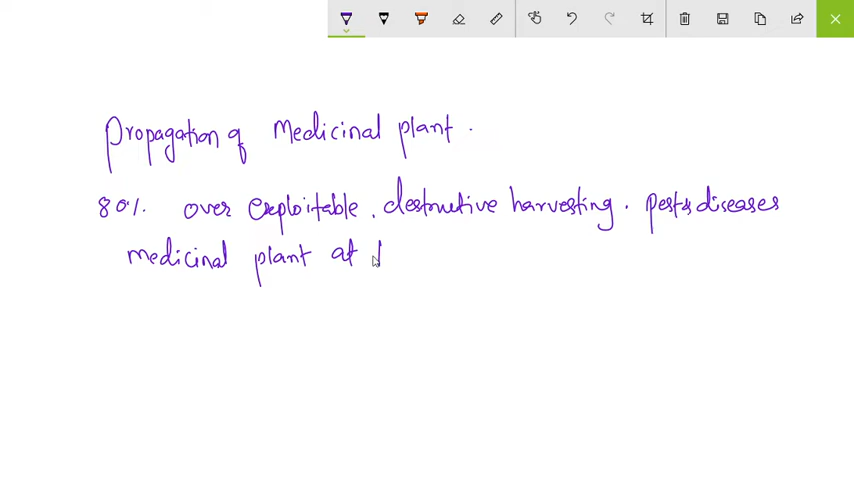 Propagation of Medicinal plant.
80% over exploitable, destructive harvesting. pests diseases
medicinal plant at